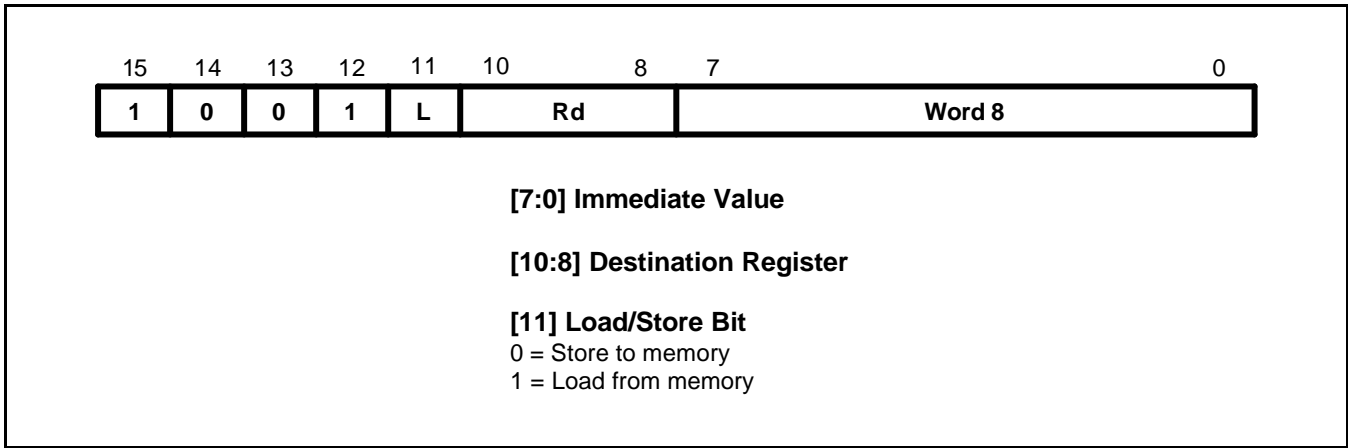 15 14 13 12 11 10 8 7 0
1 0 0 1 L Rd Word 8
[7:0] Immediate Value
[10:8] Destination Register
[11] Load/Store Bit
0 = Store to memory
1 = Load from memory